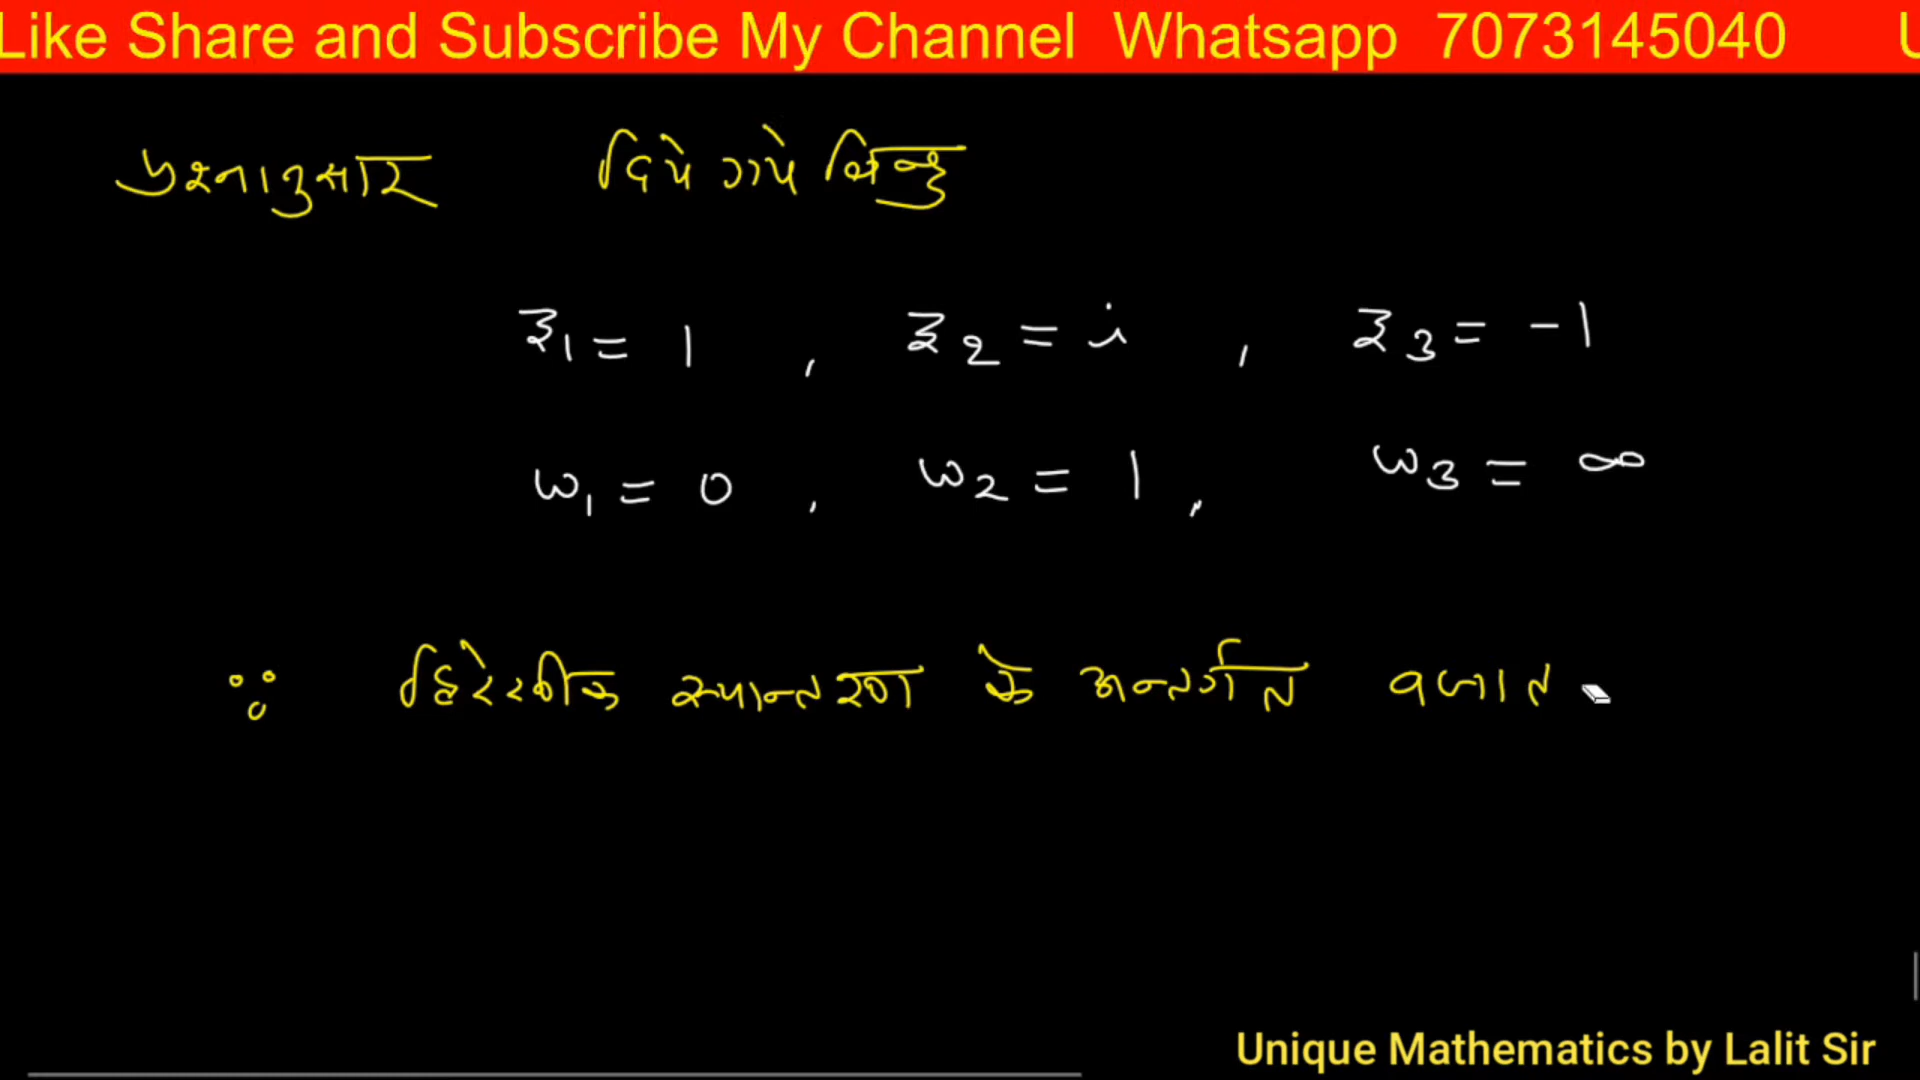 Like Share and Subscribe My Channel Whatsapp 7073145040 U
प्रश्नानुसार दिये गये बिन्दु
z₁ = 1 , z₂ = i , z₃ = -1
w₁ = 0 , w₂ = 1 , w₃ = ∞
∵ द्विरेखीय रूपान्तरण के अन्तर्गत
Unique Mathematics by Lalit Sir